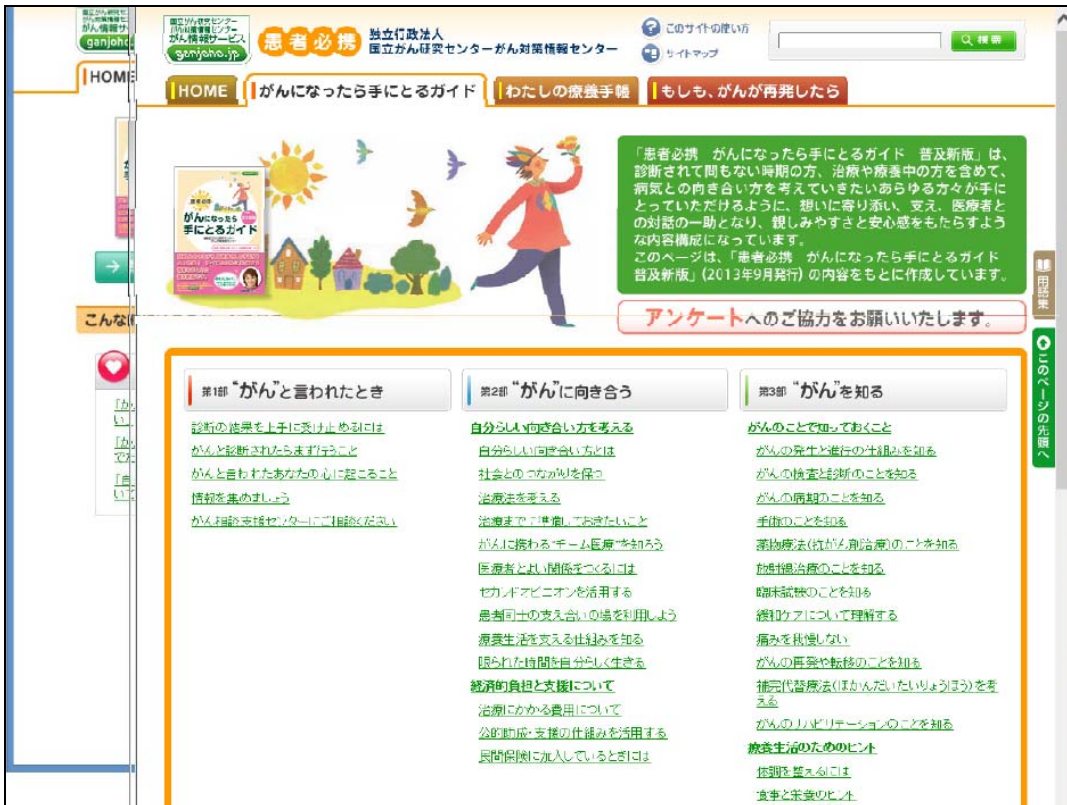 国立がん研究センター
がん対策情報センター
がん情報サービス
ganjoho.jp
患者必携
独立行政法人
国立がん研究センターがん対策情報センター
このサイトの使い方
サイトマップ
検索
HOME
がんになったら手にとるガイド
わたしの療養手帳
もしも、がんが再発したら
患者必携
がんになったら
手にとるガイド
「患者必携 がんになったら手にとるガイド 普及新版」は、
診断されて間もない時期の方、治療や療養中の方を含めて、
病気との向き合い方を考えていきたいあらゆる方々が手に
とっていただけるように、想いに寄り添い、支え、医療者と
の対話の一助となり、親しみやすさと安心感をもたらすよう
な内容構成になっています。
このページは、「患者必携 がんになったら手にとるガイド
普及新版」(2013年9月発行) の内容をもとに作成しています。
アンケートへのご協力をお願いいたします。
用語集
このページの先頭へ
HOME
こんな
第1部 “がん”と言われたとき
診断の結果を上手に受け止めるには
がんと診断されたらまず行うこと
がんと言われたあなたの心に起こること
情報を集めましょう
がん相談支援センターにご相談ください
第2部 “がん”に向き合う
自分らしい向き合い方を考える
自分らしい向き合い方とは
社会とのつながりを保つ
治療法を考える
治療までに準備しておきたいこと
がんに携わる“チーム医療”を知ろう
医療者とよい関係をつくるには
セカンドオピニオンを活用する
患者同士の支え合いの場を利用しよう
療養生活を支える仕組みを知る
限られた時間を自分らしく生きる
経済的負担と支援について
治療にかかる費用について
公的助成・支援の仕組みを活用する
民間保険に加入しているときには
第3部 “がん”を知る
がんのことで知っておくこと
がんの発生と進行の仕組みを知る
がんの検査と診断のことを知る
がんの病期のことを知る
手術のことを知る
薬物療法(抗がん剤治療)のことを知る
放射線治療のことを知る
臨床試験のことを知る
緩和ケアについて理解する
痛みを我慢しない
がんの再発や転移のことを知る
補完代替療法(ほかんだいたいりょうほう)を考
える
がんのリハビリテーションのことを知る
療養生活のためのヒント
体調を整えるには
食事と栄養のヒント